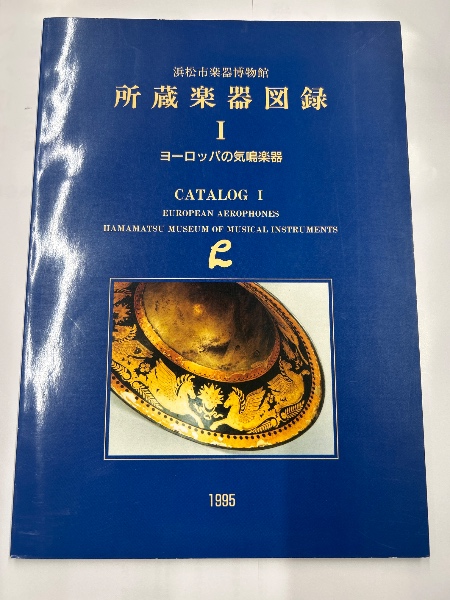 浜松市楽器博物館
所蔵楽器図録
I
ヨーロッパの気鳴楽器
CATALOG I
EUROPEAN AEROPHONES
HAMAMATSU MUSEUM OF MUSICAL INSTRUMENTS
1995